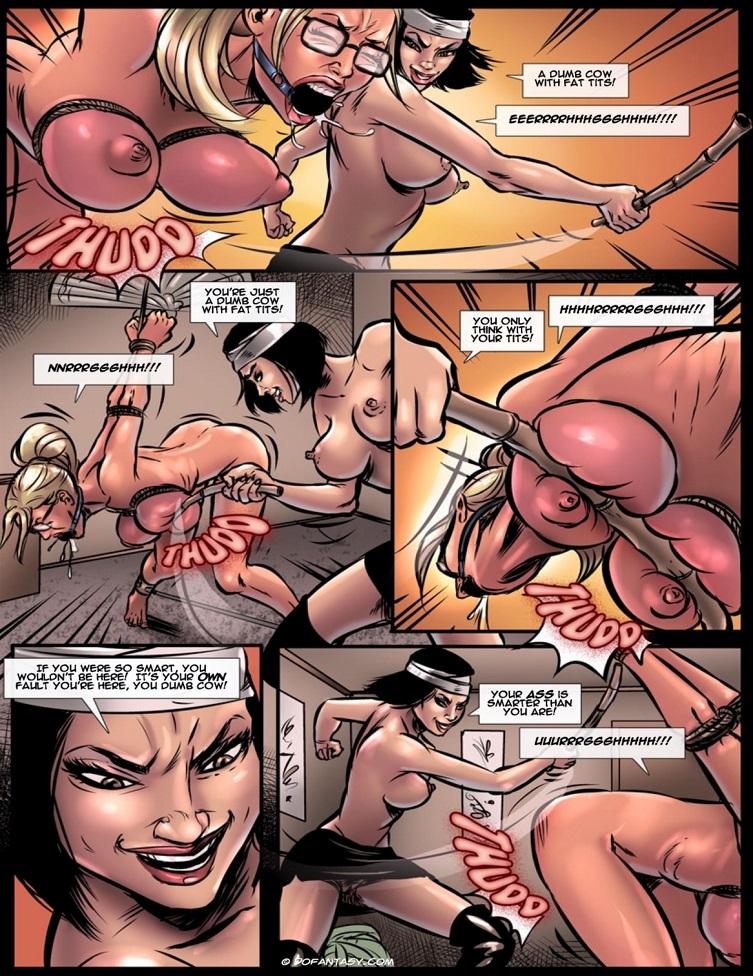 A DUMB COW
WITH FAT TITS!
EEERRRRHHHGGGHHHH!!!!
THUDD
YOU'RE JUST
A DUMB COW
WITH FAT TITS!
NNRRRGGGHHH!!!
THUDD
YOU ONLY
THINK WITH
YOUR TITS!
HHHHRRRRRGGGHHH!!!
THUDD
IF YOU WERE SO SMART, YOU
WOULDN'T BE HERE! IT'S YOUR OWN
FAULT YOU'RE HERE, YOU DUMB COW!
YOUR ASS IS
SMARTER THAN
YOU ARE!
UUURRRGGGHHHHH!!!
THUDD
© DOFANTASY.COM